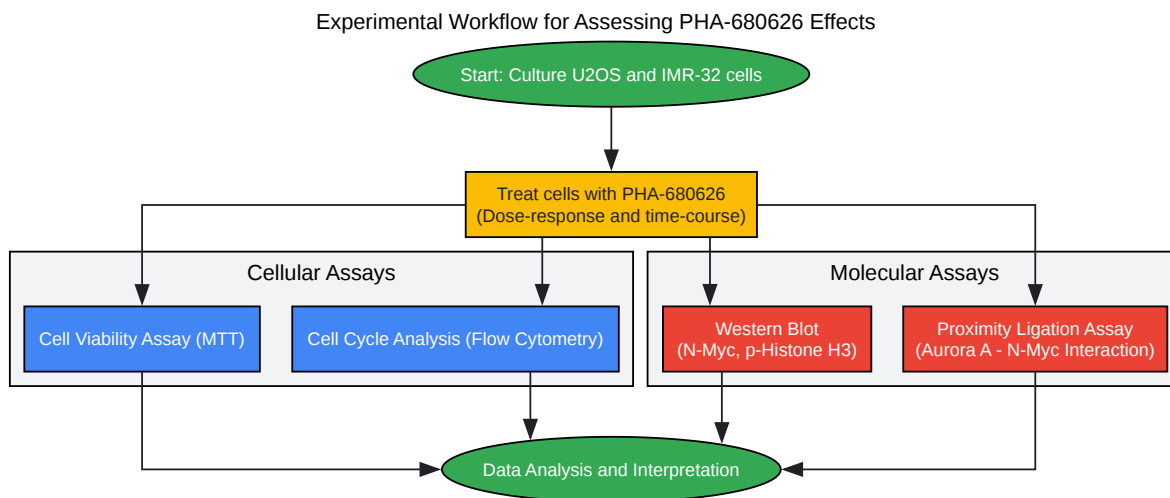 Experimental Workflow for Assessing PHA-680626 Effects
Start: Culture U2OS and IMR-32 cells
Treat cells with PHA-680626
(Dose-response and time-course)
Cellular Assays
Molecular Assays
Cell Viability Assay (MTT)
Cell Cycle Analysis (Flow Cytometry)
Western Blot
(N-Myc, p-Histone H3)
Proximity Ligation Assay
(Aurora A - N-Myc Interaction)
Data Analysis and Interpretation